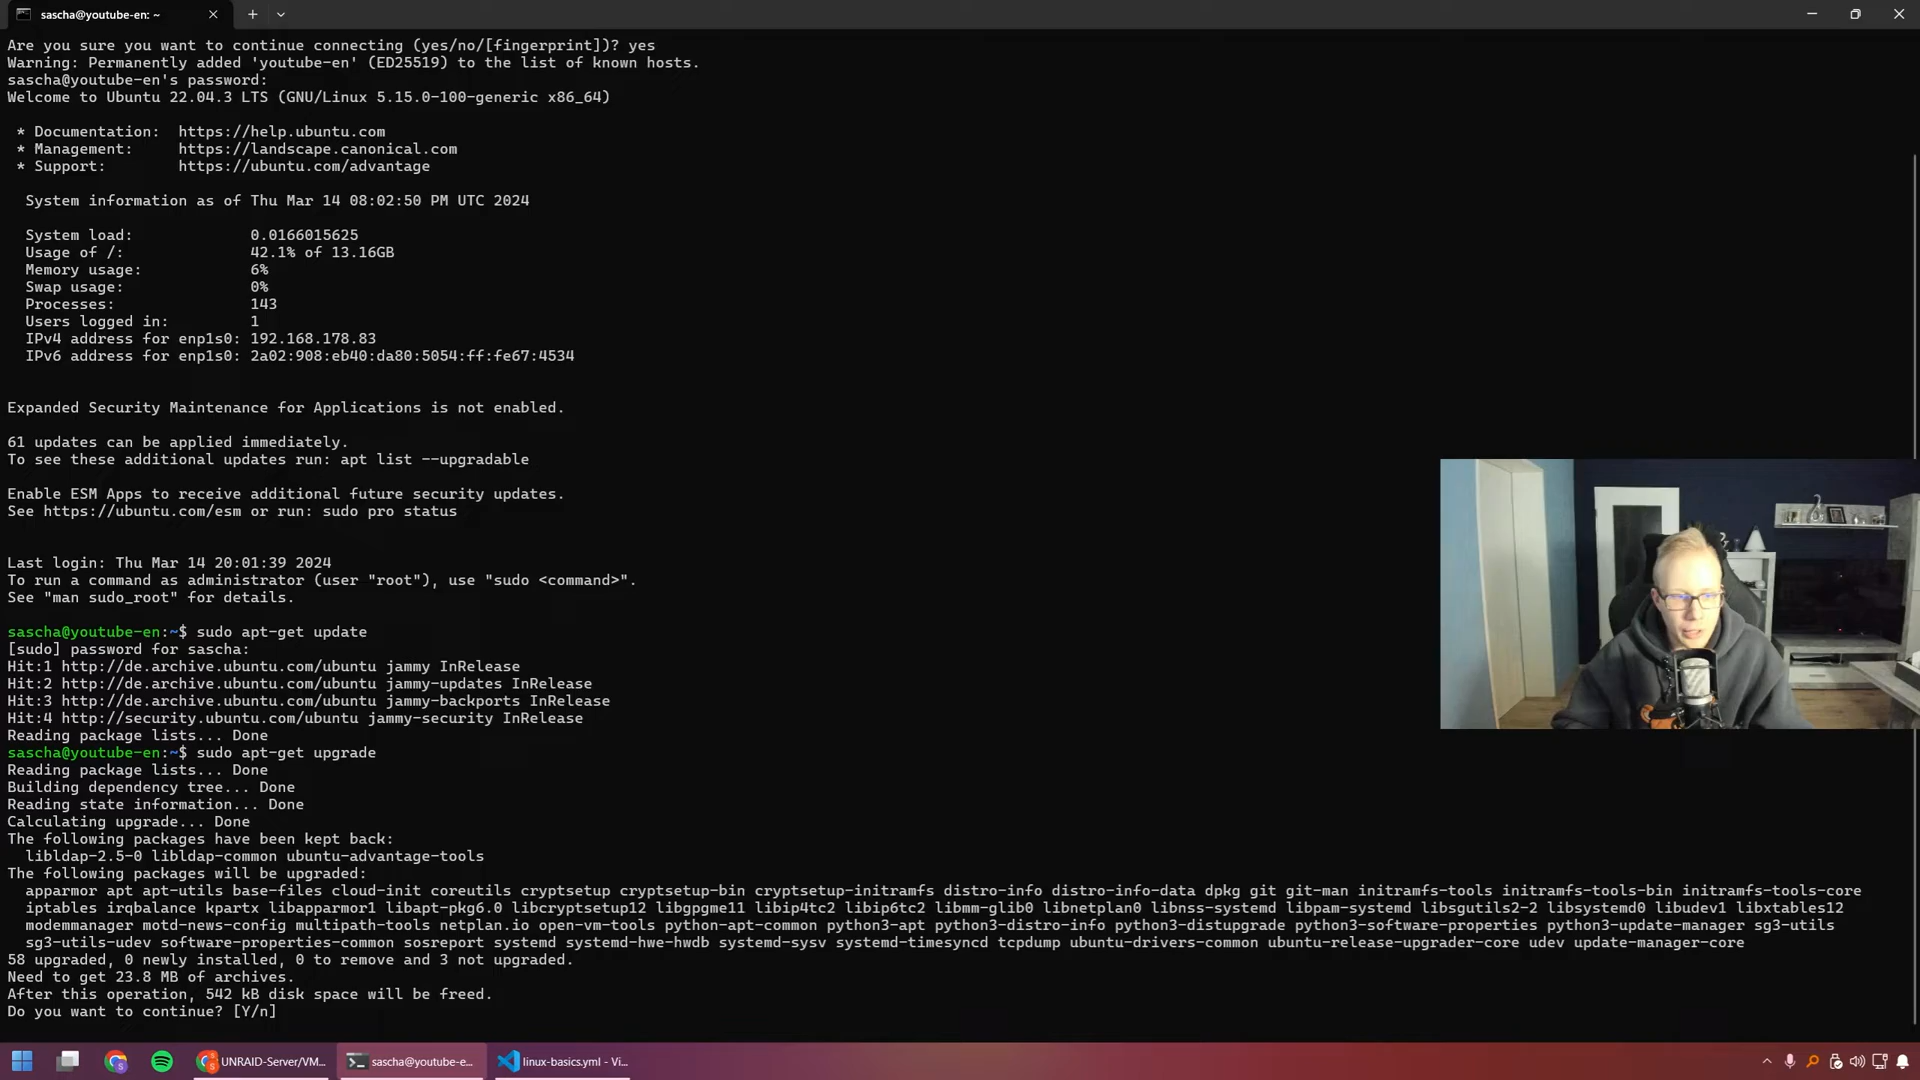 sascha@youtube-en: ~
Are you sure you want to continue connecting (yes/no/[fingerprint])? yes
Warning: Permanently added 'youtube-en' (ED25519) to the list of known hosts.
sascha@youtube-en's password:
Welcome to Ubuntu 22.04.3 LTS (GNU/Linux 5.15.0-100-generic x86_64)
* Documentation:  https://help.ubuntu.com
* Management:     https://landscape.canonical.com
* Support:        https://ubuntu.com/advantage
System information as of Thu Mar 14 08:02:50 PM UTC 2024
System load:             0.0166015625
Usage of /:              42.1% of 13.16GB
Memory usage:            6%
Swap usage:              0%
Processes:               143
Users logged in:         1
IPv4 address for enp1s0: 192.168.178.83
IPv6 address for enp1s0: 2a02:908:eb40:da80:5054:ff:fe67:4534
Expanded Security Maintenance for Applications is not enabled.
61 updates can be applied immediately.
To see these additional updates run: apt list --upgradable
Enable ESM Apps to receive additional future security updates.
See https://ubuntu.com/esm or run: sudo pro status
Last login: Thu Mar 14 20:01:39 2024
To run a command as administrator (user "root"), use "sudo <command>".
See "man sudo_root" for details.
sascha@youtube-en:~$ sudo apt-get update
[sudo] password for sascha:
Hit:1 http://de.archive.ubuntu.com/ubuntu jammy InRelease
Hit:2 http://de.archive.ubuntu.com/ubuntu jammy-updates InRelease
Hit:3 http://de.archive.ubuntu.com/ubuntu jammy-backports InRelease
Hit:4 http://security.ubuntu.com/ubuntu jammy-security InRelease
Reading package lists... Done
sascha@youtube-en:~$ sudo apt-get upgrade
Reading package lists... Done
Building dependency tree... Done
Reading state information... Done
Calculating upgrade... Done
The following packages have been kept back:
libldap-2.5-0 libldap-common ubuntu-advantage-tools
The following packages will be upgraded:
apparmor apt apt-utils base-files cloud-init coreutils cryptsetup cryptsetup-bin cryptsetup-initramfs distro-info distro-info-data dpkg git git-man initramfs-tools initramfs-tools-bin initramfs-tools-core
iptables irqbalance kpartx libapparmor1 libapt-pkg6.0 libcryptsetup12 libgpgme11 libip4tc2 libip6tc2 libmm-glib0 libnetplan0 libnss-systemd libpam-systemd libsgutils2-2 libsystemd0 libudev1 libxtables12
modemmanager motd-news-config multipath-tools netplan.io open-vm-tools python-apt-common python3-apt python3-distro-info python3-distupgrade python3-software-properties python3-update-manager sg3-utils
sg3-utils-udev software-properties-common sosreport systemd systemd-hwe-hwdb systemd-sysv systemd-timesyncd tcpdump ubuntu-drivers-common ubuntu-release-upgrader-core udev update-manager-core
58 upgraded, 0 newly installed, 0 to remove and 3 not upgraded.
Need to get 23.8 MB of archives.
After this operation, 542 kB disk space will be freed.
Do you want to continue? [Y/n]
UNRAID-Server/VM...
sascha@youtube-e...
linux-basics.yml - Vi...